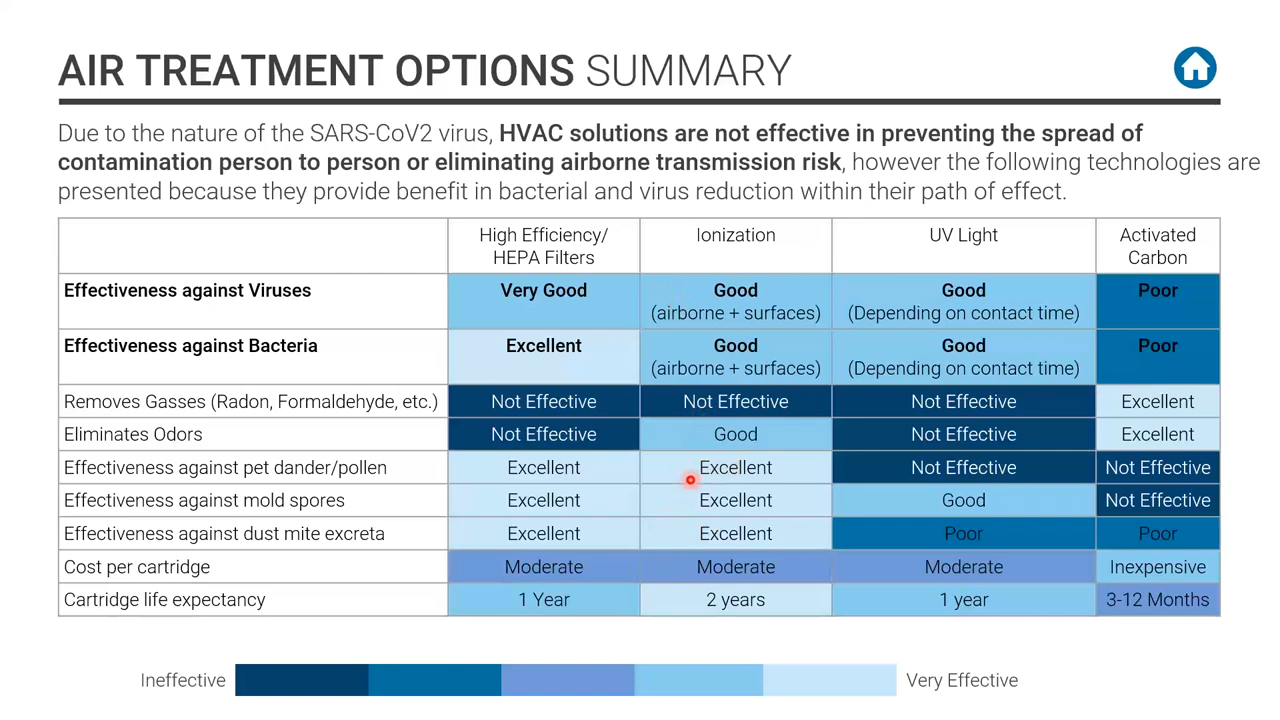 AIR TREATMENT OPTIONS SUMMARY
Due to the nature of the SARS-CoV2 virus, HVAC solutions are not effective in preventing the spread of
contamination person to person or eliminating airborne transmission risk, however the following technologies are
presented because they provide benefit in bacterial and virus reduction within their path of effect.
High Efficiency/ Ionization UV Light Activated
HEPA Filters Carbon
Effectiveness against Viruses Very Good Good Good Poor
(airborne + surfaces) (Depending on contact time)
Effectiveness against Bacteria Excellent Good Good Poor
(airborne + surfaces) (Depending on contact time)
Removes Gasses (Radon, Formaldehyde, etc.) Not Effective Not Effective Not Effective Excellent
Eliminates Odors Not Effective Good Not Effective Excellent
Effectiveness against pet dander/pollen Excellent Excellent Not Effective Not Effective
Effectiveness against mold spores Excellent Excellent Good Not Effective
Effectiveness against dust mite excreta Excellent Excellent Poor Poor
Cost per cartridge Moderate Moderate Moderate Inexpensive
Cartridge life expectancy 1 Year 2 years 1 year 3-12 Months
Ineffective Very Effective